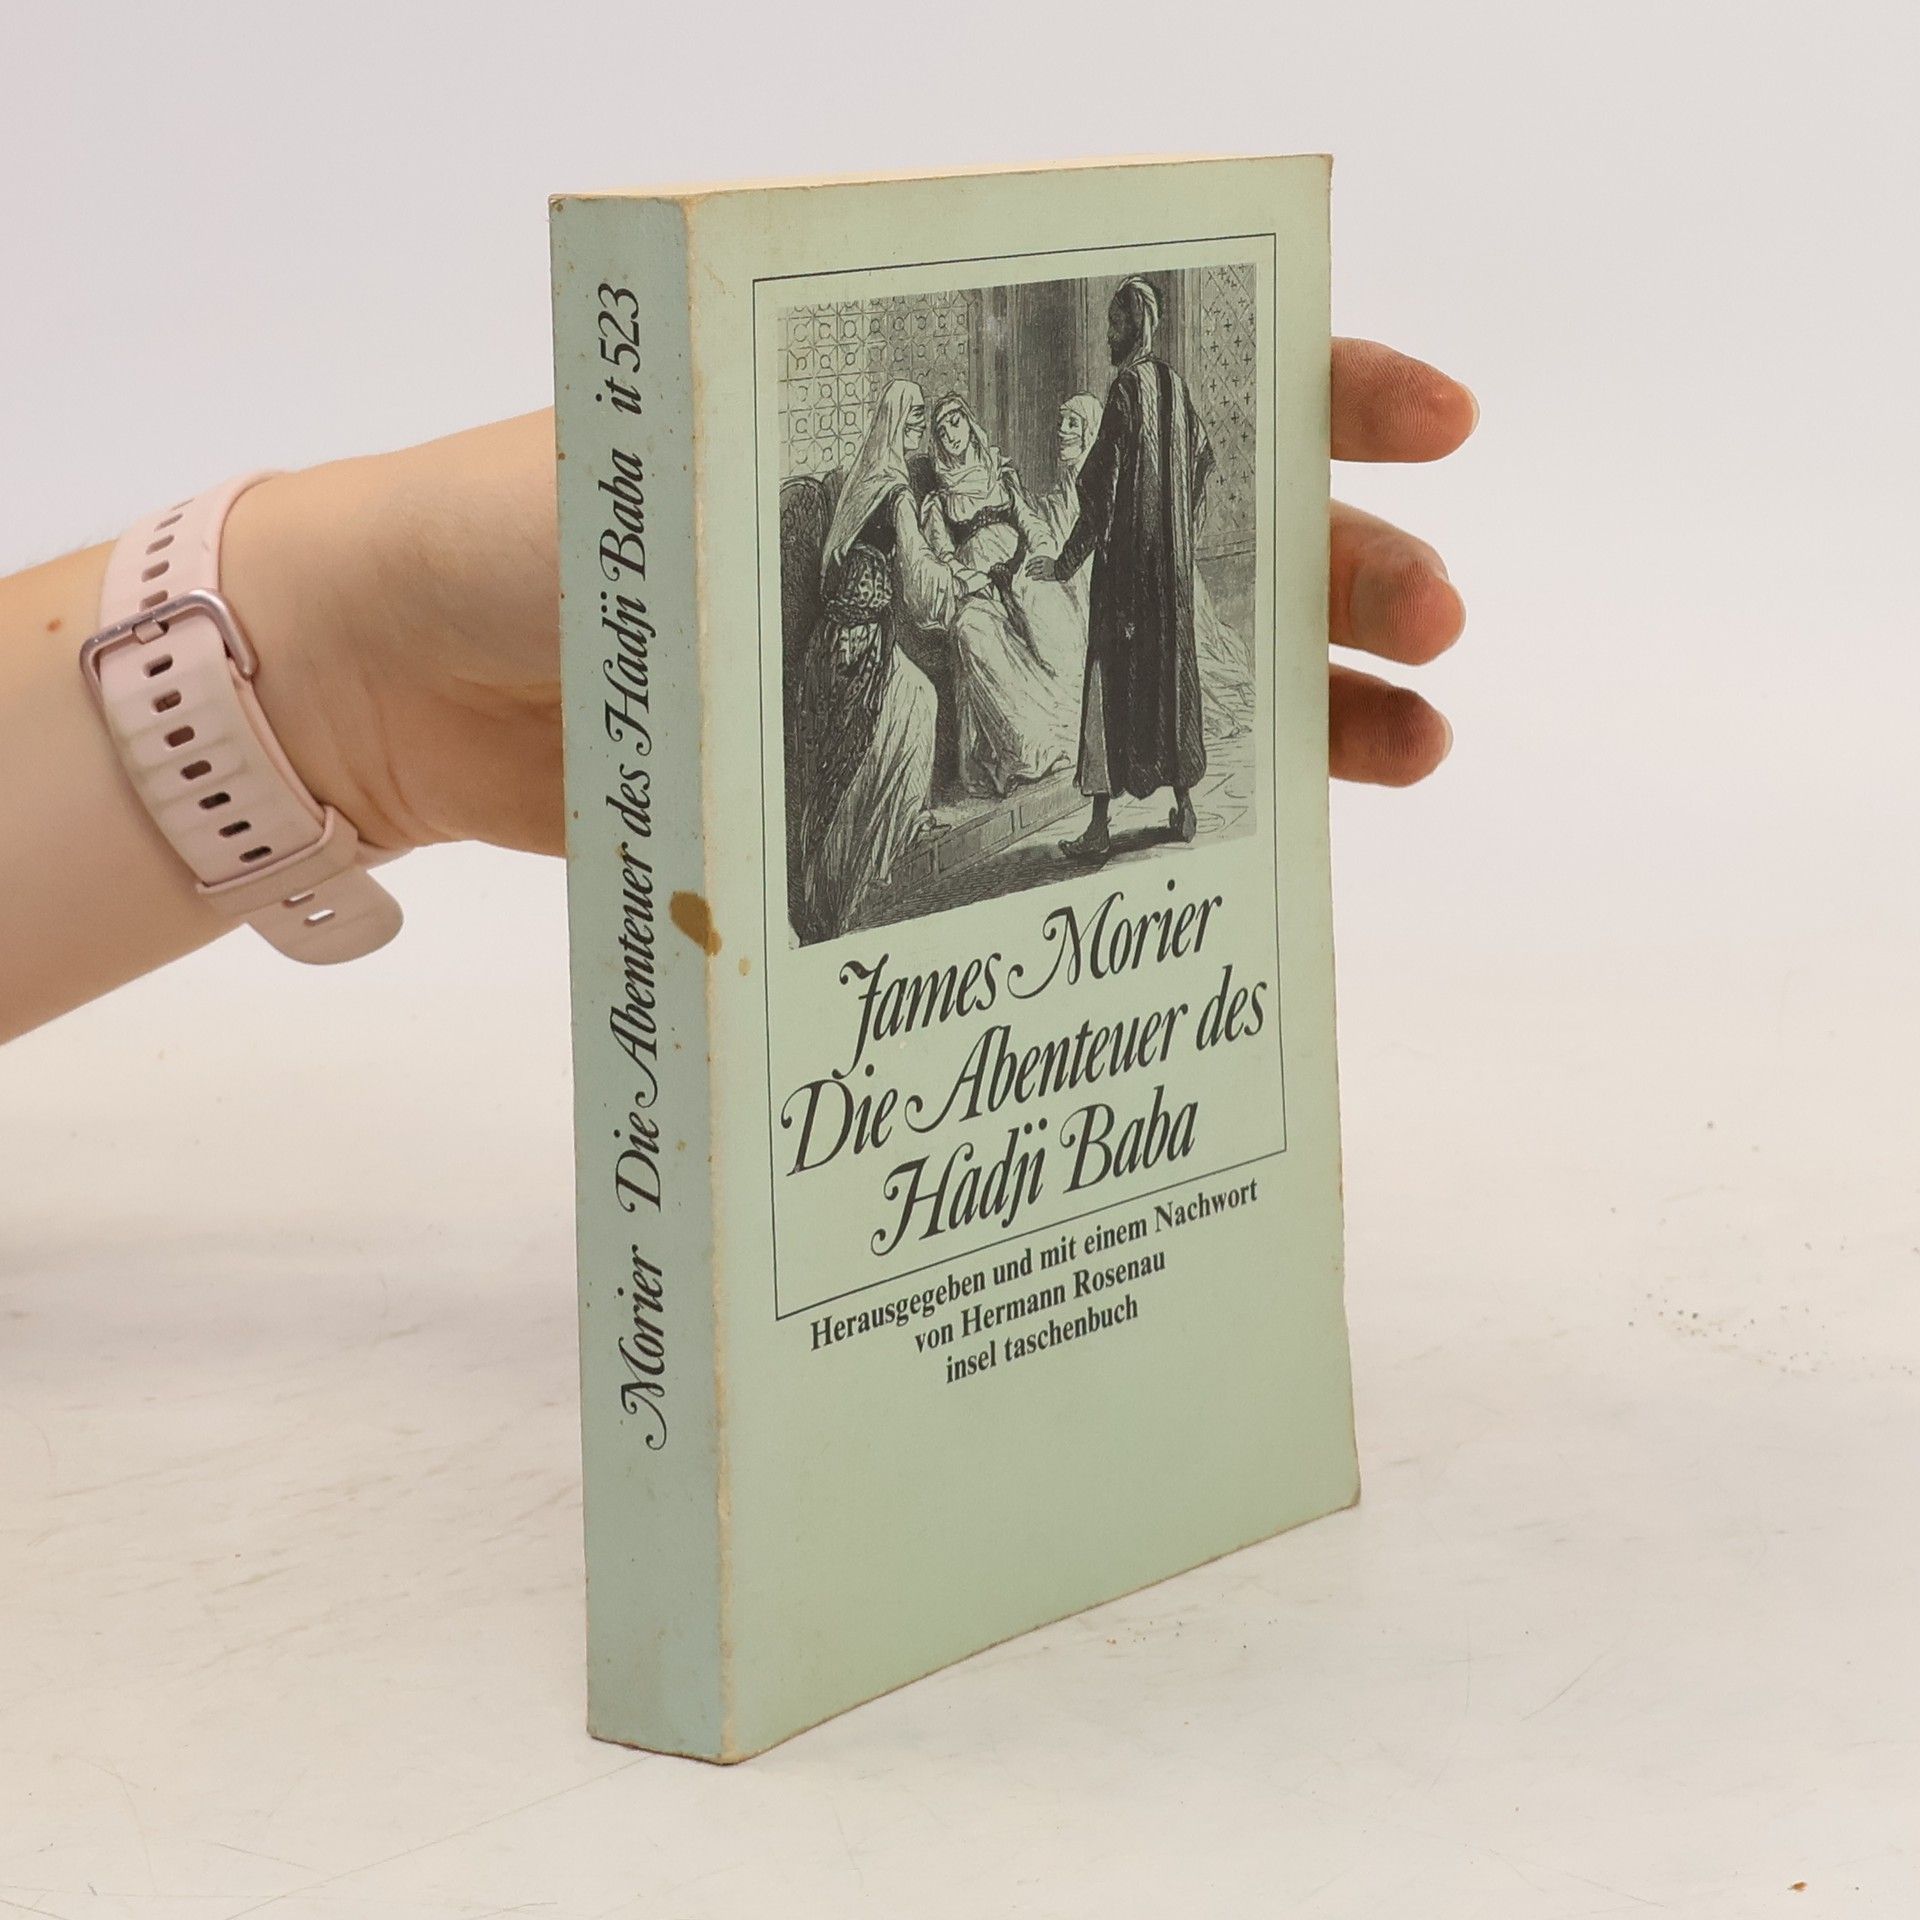 Morier Die Abenteuer des Hadji Baba it 523
James Morier
Die Abenteuer des
Hadji Baba
Herausgegeben und mit einem Nachwort
von Hermann Rosenau
insel taschenbuch